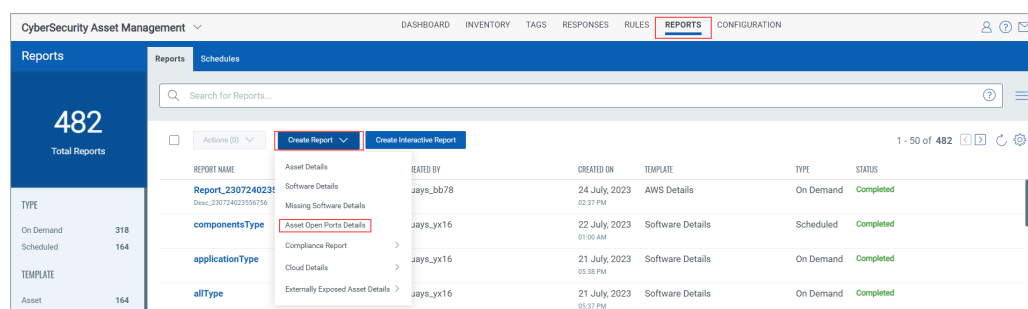 CyberSecurity Asset Management
DASHBOARD INVENTORY TAGS RESPONSES RULES REPORTS CONFIGURATION
Reports
Reports Schedules
Search for Reports...
482
Total Reports
Actions (0) Create Report Create Interactive Report 1 - 50 of 482
REPORT NAME EATED BY CREATED ON TEMPLATE TYPE STATUS
Asset Details
Software Details
Missing Software Details
Asset Open Ports Details
Compliance Report
Cloud Details
Externally Exposed Asset Details
Report_2307240235 uays_bb78 24 July, 2023 AWS Details On Demand Completed
Desc_230724023556756 02:37 PM
componentsType uays_yx16 22 July, 2023 Software Details Scheduled Completed
01:00 AM
applicationType uays_yx16 21 July, 2023 Software Details On Demand Completed
05:38 PM
allType uays_yx16 21 July, 2023 Software Details On Demand Completed
05:37 PM
TYPE
On Demand 318
Scheduled 164
TEMPLATE
Asset 164